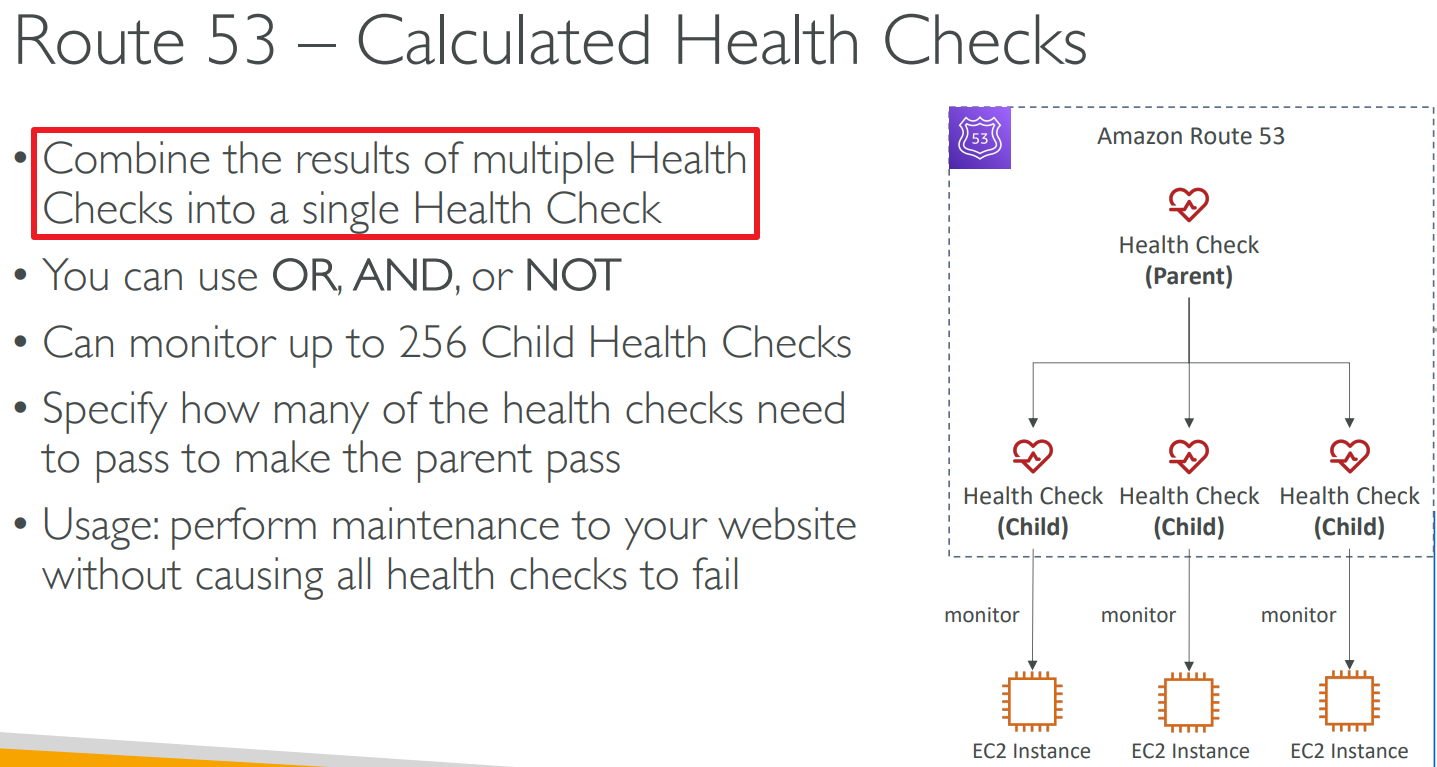 Route 53 – Calculated Health Checks
• Combine the results of multiple Health
Checks into a single Health Check
• You can use OR, AND, or NOT
• Can monitor up to 256 Child Health Checks
• Specify how many of the health checks need
to pass to make the parent pass
• Usage: perform maintenance to your website
without causing all health checks to fail
53
Amazon Route 53
Health Check
(Parent)
Health Check Health Check Health Check
(Child) (Child) (Child)
monitor monitor monitor
EC2 Instance EC2 Instance EC2 Instance